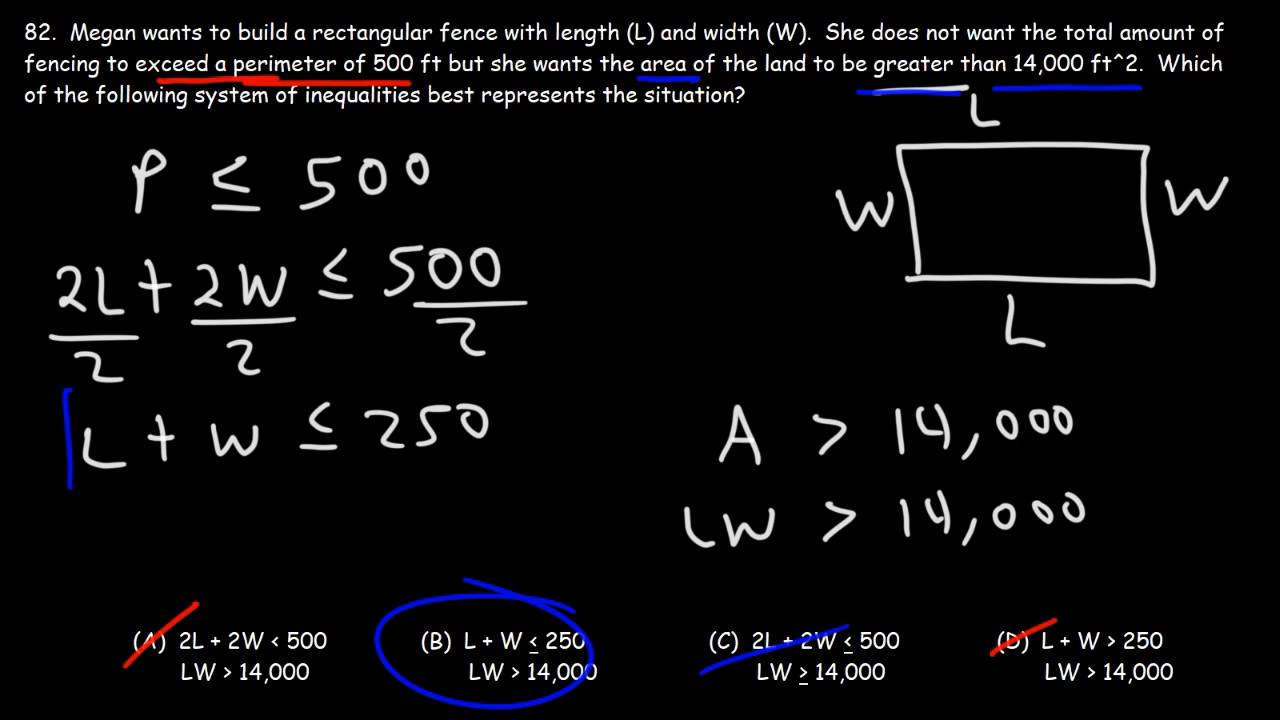 82. Megan wants to build a rectangular fence with length (L) and width (W). She does not want the total amount of
fencing to exceed a perimeter of 500 ft but she wants the area of the land to be greater than 14,000 ft^2. Which
of the following system of inequalities best represents the situation?
L
P ≤ 500
W
W
2L + 2W ≤ 500
2 2 2
L
L + W ≤ 250
A > 14,000
LW > 14,000
(A) 2L + 2W < 500
LW > 14,000
(B) L + W ≤ 250
LW > 14,000
(C) 2L + 2W ≤ 500
LW ≥ 14,000
(D) L + W > 250
LW > 14,000